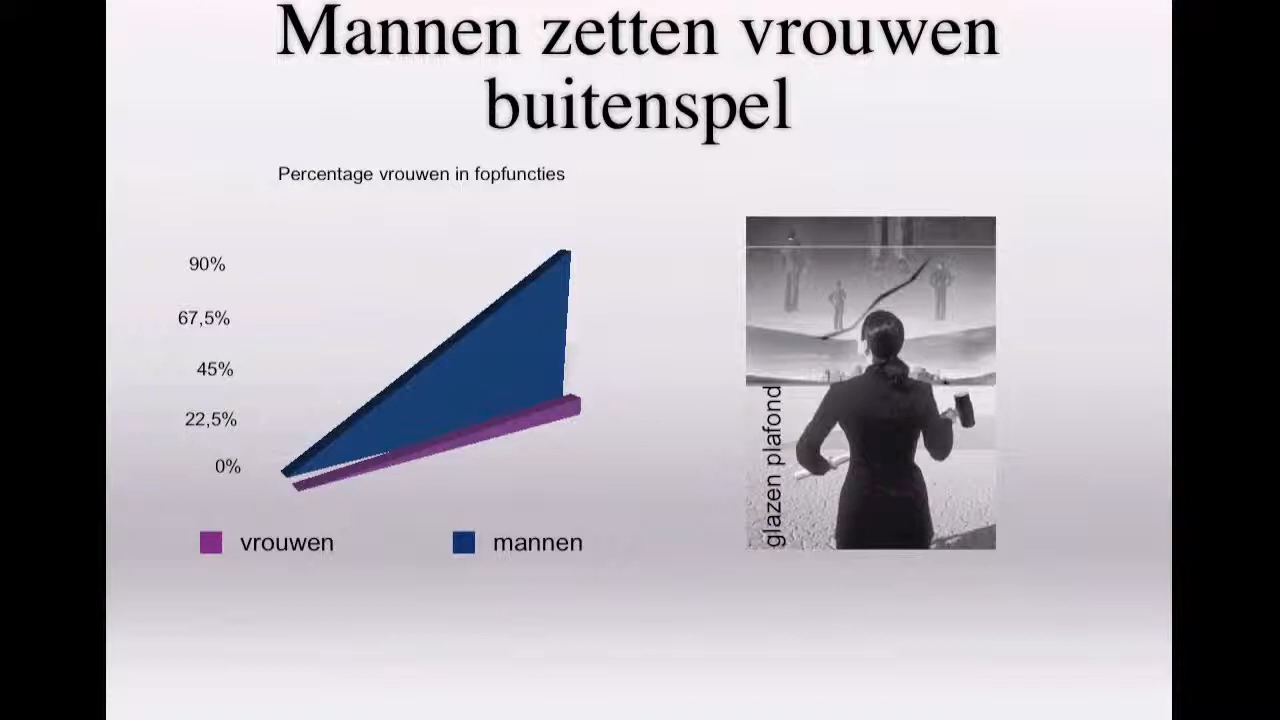 Mannen zetten vrouwen
buitenspel
Percentage vrouwen in fopfuncties
90%
67,5%
45%
22,5%
0%
vrouwen
mannen
glazen plafond